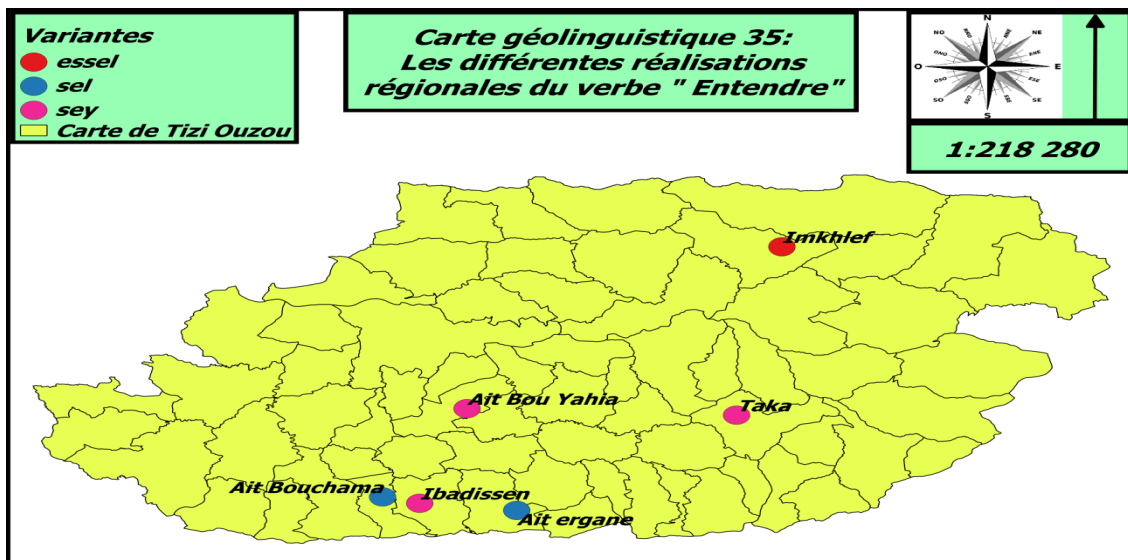 Variantes
essel
sel
sey
Carte de Tizi Ouzou
Carte géolinguistique 35:
Les différentes réalisations
régionales du verbe " Entendre"
N
NO
NE
O
E
SO
SE
S
1:218 280
Imkhlef
Ait Bou Yahia
Taka
Ait Bouchama
Ibadissen
Ait ergane